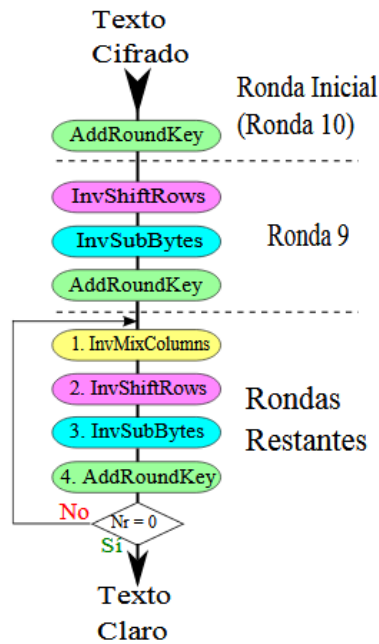 Texto
Cifrado
Ronda Inicial
(Ronda 10)
AddRoundKey
InvShiftRows
InvSubBytes
Ronda 9
AddRoundKey
1. InvMixColumns
2. InvShiftRows
Rondas
Restantes
3. InvSubBytes
4. AddRoundKey
No
Nr = 0
Sí
Texto
Claro